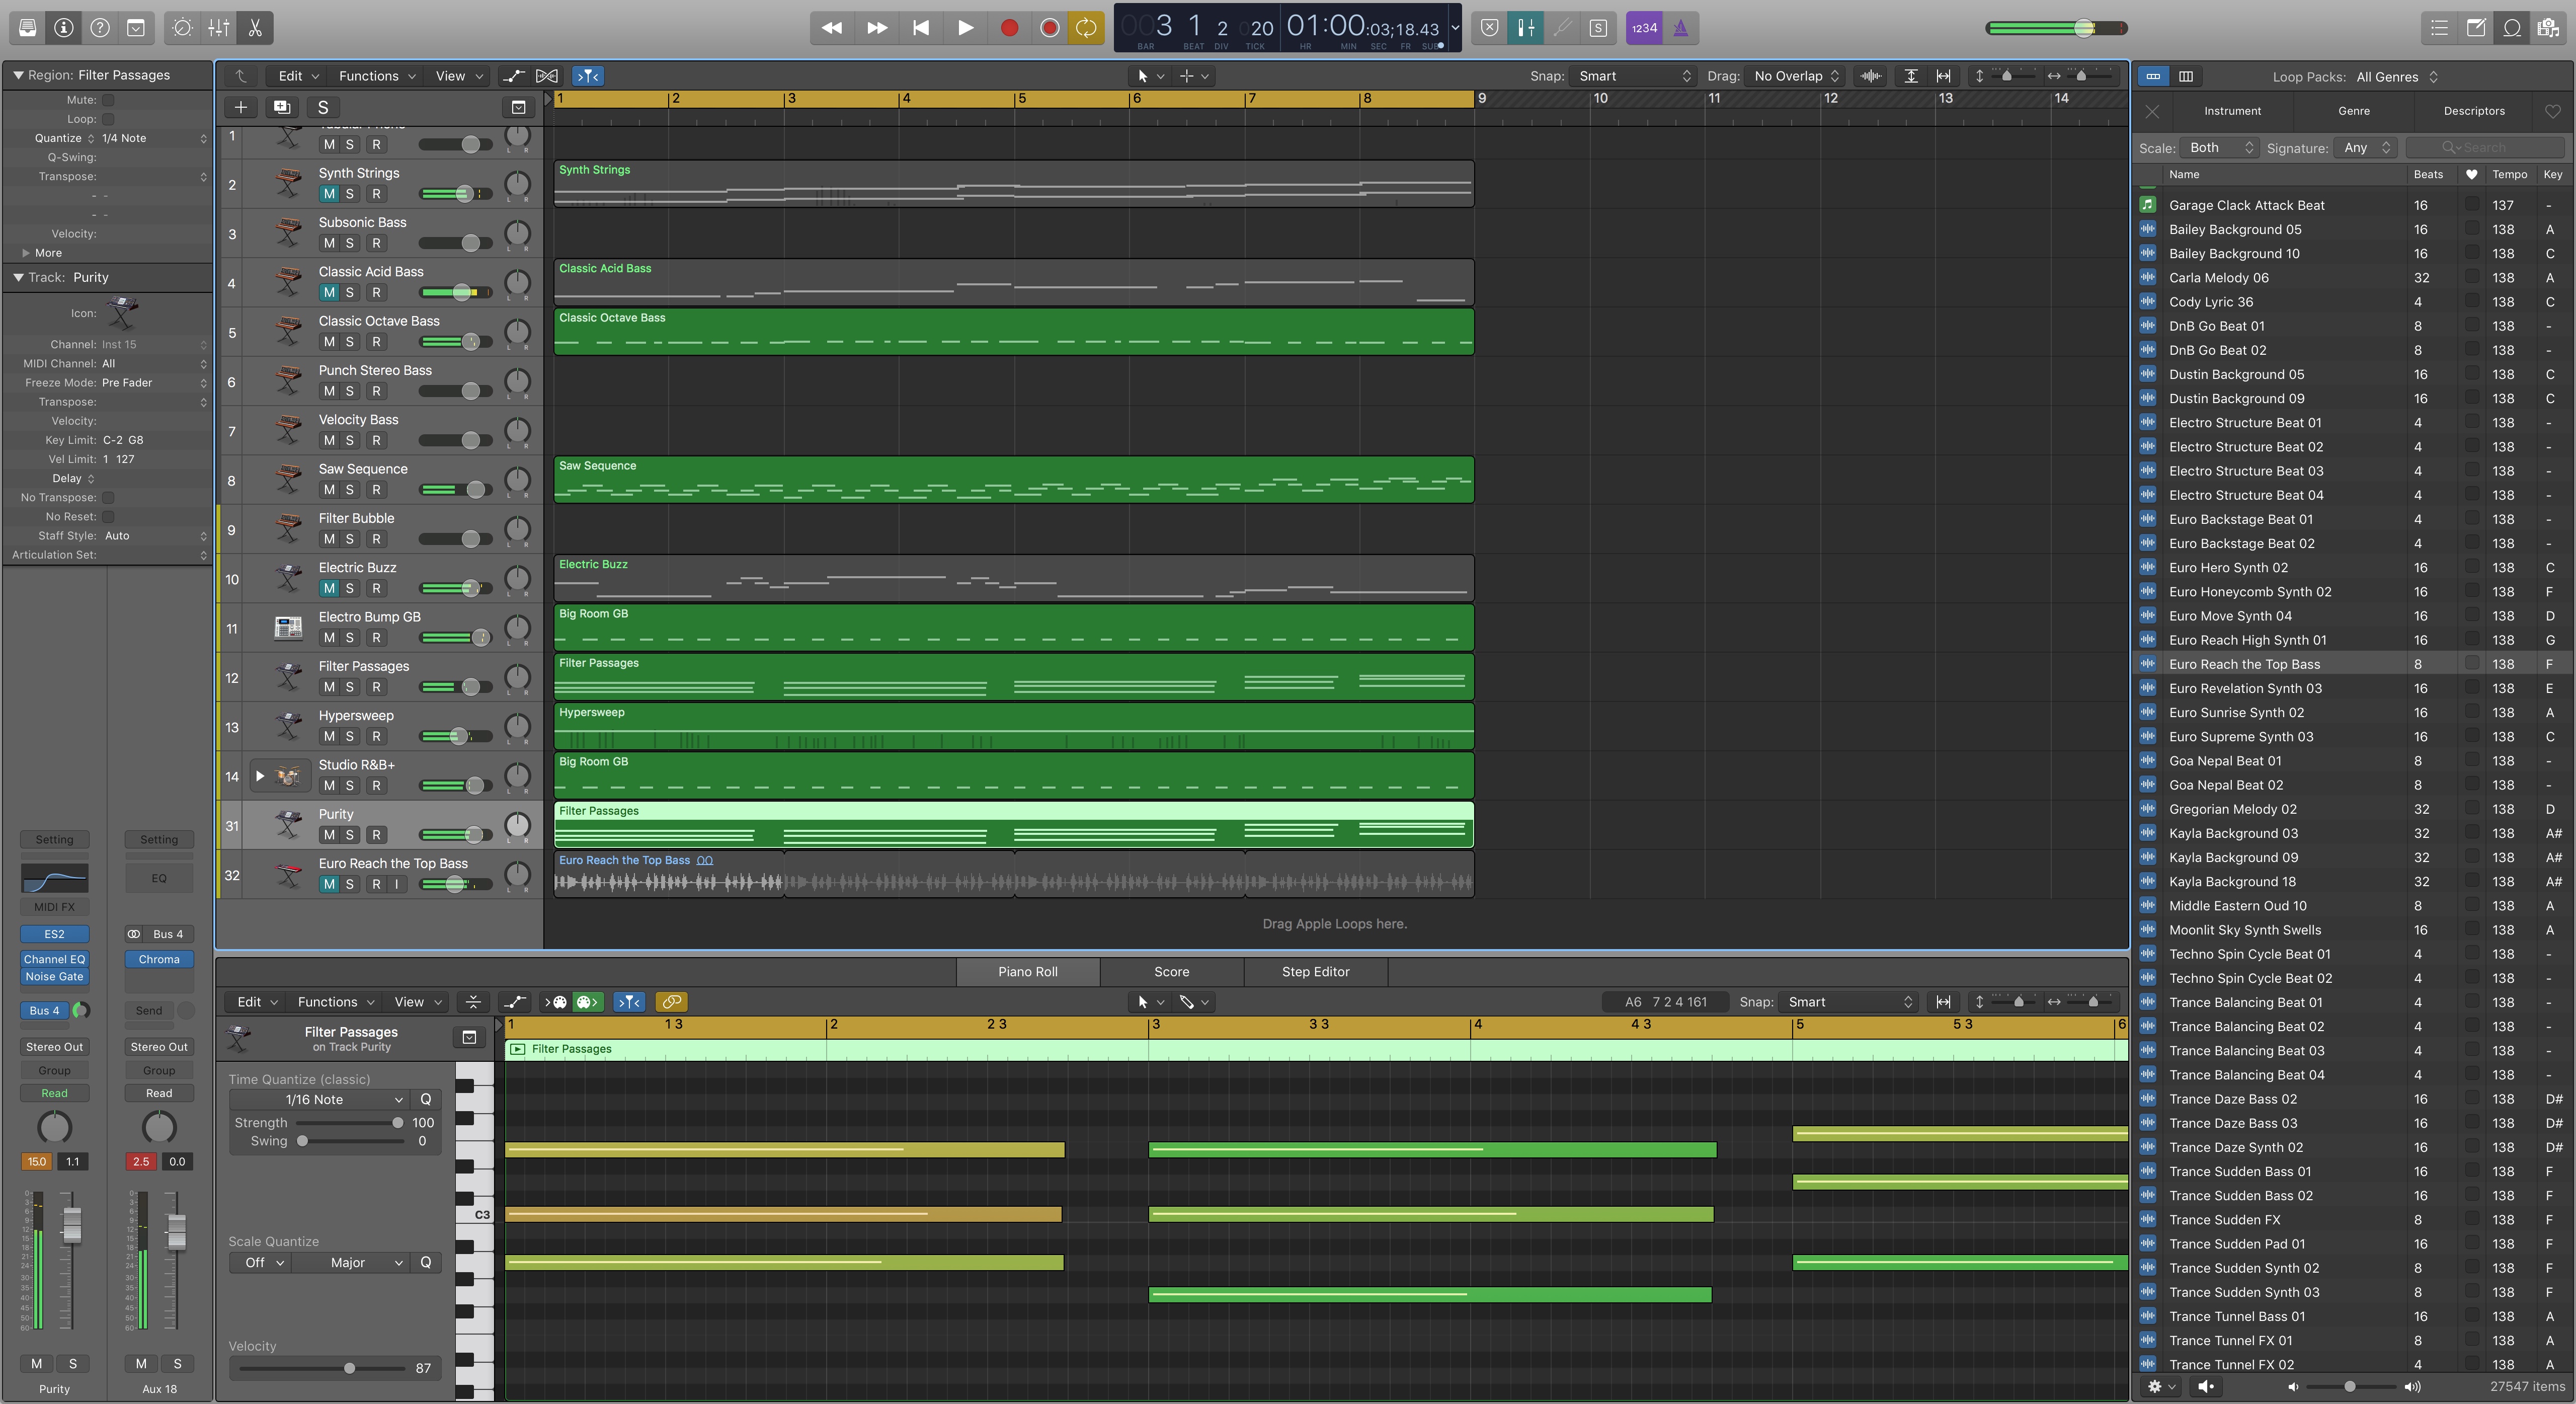 3 1 2 20 01:00:03;18.43
BAR BEAT DIV TICK HR MIN SEC FR SUB
S
1234
Region: Filter Passages
Mute:
Loop:
Quantize 1/4 Note
Q-Swing:
Transpose:
- -
- -
Velocity:
More
Track: Purity
Icon:
Channel: Inst 15
MIDI Channel: All
Freeze Mode: Pre Fader
Transpose:
Velocity:
Key Limit: C-2 G8
Vel Limit: 1 127
Delay
No Transpose:
No Reset:
Staff Style: Auto
Articulation Set:
Setting Setting
EQ
MIDI FX
ES2 Bus 4
Channel EQ Chroma
Noise Gate
Bus 4 Send
Stereo Out Stereo Out
Group Group
Read Read
15.0 1.1 2.5 0.0
M S M S
Purity Aux 18
Edit Functions View Snap: Smart Drag: No Overlap
S
1 2 3 4 5 6 7 8 9 10 11 12 13 14
1 M S R
2 Synth Strings M S R
Synth Strings
3 Subsonic Bass M S R
4 Classic Acid Bass M S R
Classic Acid Bass
5 Classic Octave Bass M S R
Classic Octave Bass
6 Punch Stereo Bass M S R
7 Velocity Bass M S R
8 Saw Sequence M S R
Saw Sequence
9 Filter Bubble M S R
10 Electric Buzz M S R
Electric Buzz
11 Electro Bump GB M S R
Big Room GB
12 Filter Passages M S R
Filter Passages
13 Hypersweep M S R
Hypersweep
14 Studio R&B+ M S R
Big Room GB
31 Purity M S R
Filter Passages
32 Euro Reach the Top Bass M S R I
Euro Reach the Top Bass
Drag Apple Loops here.
Piano Roll Score Step Editor
Edit Functions View A6 7 2 4 161 Snap: Smart
1 1 3 2 2 3 3 3 3 4 4 3 5 5 3 6
Filter Passages
on Track Purity
Filter Passages
Time Quantize (classic)
1/16 Note Q
Strength 100
Swing 0
C3
Scale Quantize
Off Major Q
Velocity
87
Loop Packs: All Genres
Instrument Genre Descriptors
Scale: Both Signature: Any Search
Name Beats Tempo Key
Garage Clack Attack Beat 16 137 -
Bailey Background 05 16 138 A
Bailey Background 10 16 138 C
Carla Melody 06 32 138 A
Cody Lyric 36 4 138 C
DnB Go Beat 01 8 138 -
DnB Go Beat 02 8 138 -
Dustin Background 05 16 138 C
Dustin Background 09 16 138 C
Electro Structure Beat 01 4 138 -
Electro Structure Beat 02 4 138 -
Electro Structure Beat 03 4 138 -
Electro Structure Beat 04 4 138 -
Euro Backstage Beat 01 4 138 -
Euro Backstage Beat 02 4 138 -
Euro Hero Synth 02 16 138 C
Euro Honeycomb Synth 02 16 138 F
Euro Move Synth 04 16 138 D
Euro Reach High Synth 01 16 138 G
Euro Reach the Top Bass 8 138 F
Euro Revelation Synth 03 16 138 E
Euro Sunrise Synth 02 16 138 A
Euro Supreme Synth 03 16 138 C
Goa Nepal Beat 01 8 138 -
Goa Nepal Beat 02 8 138 -
Gregorian Melody 02 32 138 D
Kayla Background 03 32 138 A#
Kayla Background 09 32 138 A#
Kayla Background 18 32 138 A#
Middle Eastern Oud 10 8 138 A
Moonlit Sky Synth Swells 16 138 A
Techno Spin Cycle Beat 01 4 138 -
Techno Spin Cycle Beat 02 4 138 -
Trance Balancing Beat 01 4 138 -
Trance Balancing Beat 02 4 138 -
Trance Balancing Beat 03 4 138 -
Trance Balancing Beat 04 4 138 -
Trance Daze Bass 02 16 138 D#
Trance Daze Bass 03 16 138 D#
Trance Daze Synth 02 16 138 D#
Trance Sudden Bass 01 16 138 F
Trance Sudden Bass 02 16 138 F
Trance Sudden FX 8 138 F
Trance Sudden Pad 01 16 138 F
Trance Sudden Synth 02 8 138 F
Trance Sudden Synth 03 8 138 F
Trance Tunnel Bass 01 16 138 A
Trance Tunnel FX 01 8 138 A
Trance Tunnel FX 02 4 138 A
27547 items